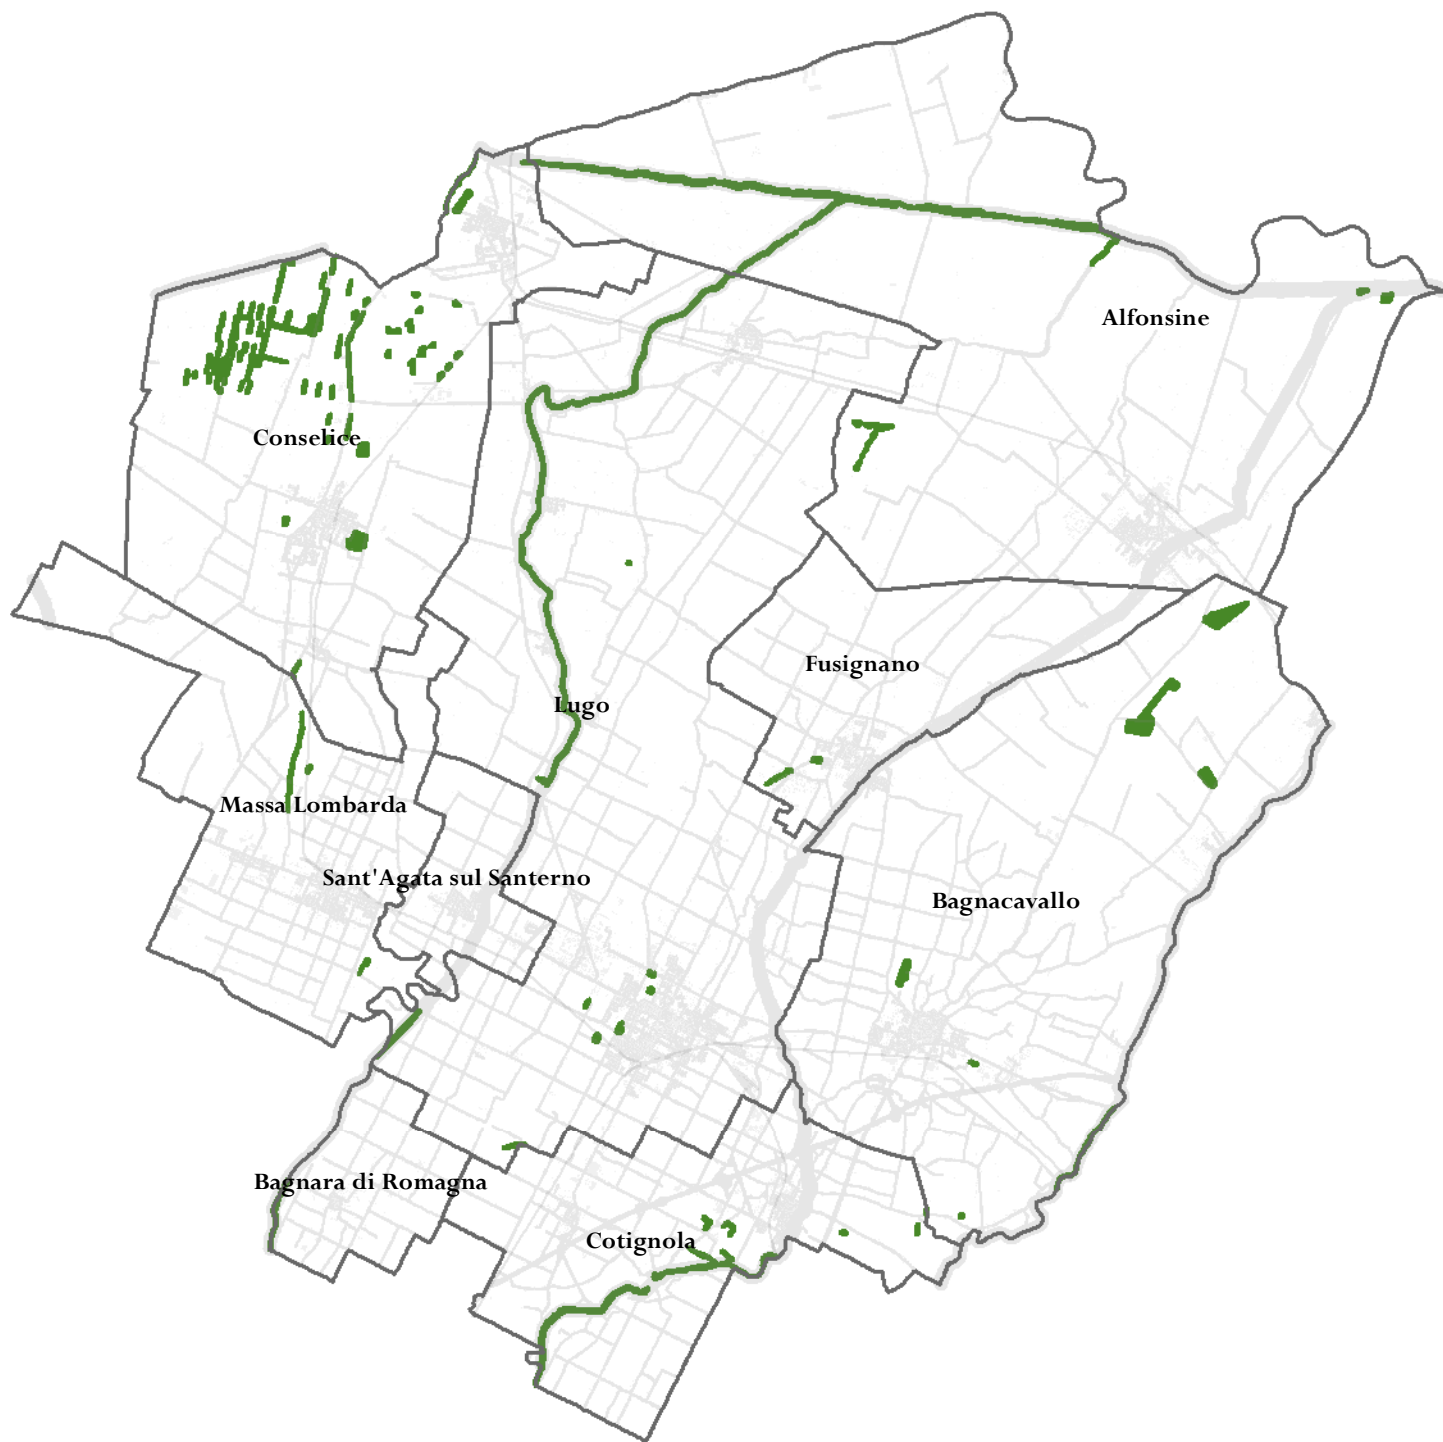 Alfonsine
Conselice
Fusignano
Lugo
Massa Lombarda
Sant'Agata sul Santerno
Bagnacavallo
Bagnara di Romagna
Cotignola